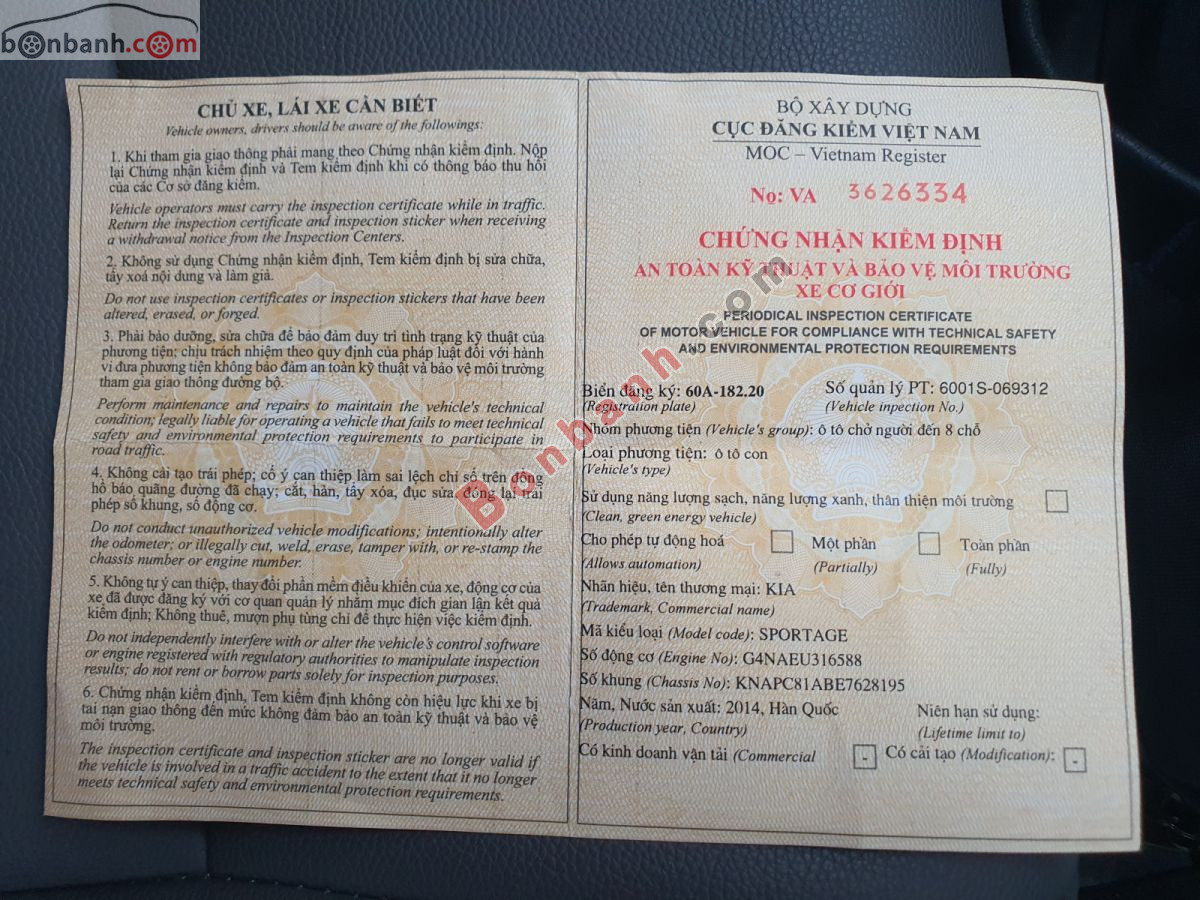 bonbanh.com
CHỦ XE, LÁI XE CẦN BIẾT
Vehicle owners, drivers should be aware of the followings:
1. Khi tham gia giao thông phải mang theo Chứng nhận kiểm định. Nộp
lại Chứng nhận kiểm định và Tem kiểm định khi có thông báo thu hồi
của các Cơ sở đăng kiểm.
Vehicle operators must carry the inspection certificate while in traffic.
Return the inspection certificate and inspection sticker when receiving
a withdrawal notice from the Inspection Centers.
2. Không sử dụng Chứng nhận kiểm định, Tem kiểm định bị sửa chữa,
tẩy xoá nội dung và làm giả.
Do not use inspection certificates or inspection stickers that have been
altered, erased, or forged.
3. Phải bảo dưỡng, sửa chữa để bảo đảm duy trì tình trạng kỹ thuật của
phương tiện; chịu trách nhiệm theo quy định của pháp luật đối với hành
vi đưa phương tiện không bảo đảm an toàn kỹ thuật và bảo vệ môi trường
tham gia giao thông đường bộ.
Perform maintenance and repairs to maintain the vehicle's technical
condition; legally liable for operating a vehicle that fails to meet technical
safety and environmental protection requirements to participate in
road traffic.
4. Không cải tạo trái phép; cố ý can thiệp làm sai lệch chỉ số trên đồng
hồ báo quãng đường đã chạy; cắt, hàn, tẩy xóa, đục sửa, đóng lại trái
phép số khung, số động cơ.
Do not conduct unauthorized vehicle modifications; intentionally alter
the odometer; or illegally cut, weld, erase, tamper with, or re-stamp the
chassis number or engine number.
5. Không tự ý can thiệp, thay đổi phần mềm điều khiển của xe, động cơ của
xe đã được đăng ký với cơ quan quản lý nhằm mục đích gian lận kết quả
kiểm định; Không thuê, mượn phụ tùng chỉ để thực hiện việc kiểm định.
Do not independently interfere with or alter the vehicle's control software
or engine registered with regulatory authorities to manipulate inspection
results; do not rent or borrow parts solely for inspection purposes.
6. Chứng nhận kiểm định, Tem kiểm định không còn hiệu lực khi xe bị
tai nạn giao thông đến mức không đảm bảo an toàn kỹ thuật và bảo vệ
môi trường.
The inspection certificate and inspection sticker are no longer valid if
the vehicle is involved in a traffic accident to the extent that it no longer
meets technical safety and environmental protection requirements.
BỘ XÂY DỰNG
CỤC ĐĂNG KIỂM VIỆT NAM
MOC – Vietnam Register
No: VA 3626334
CHỨNG NHẬN KIỂM ĐỊNH
AN TOÀN KỸ THUẬT VÀ BẢO VỆ MÔI TRƯỜNG
XE CƠ GIỚI
PERIODICAL INSPECTION CERTIFICATE
OF MOTOR VEHICLE FOR COMPLIANCE WITH TECHNICAL SAFETY
AND ENVIRONMENTAL PROTECTION REQUIREMENTS
Biển đăng ký: 60A-182.20 Số quản lý PT: 6001S-069312
(Registration plate) (Vehicle inpection No.)
Nhóm phương tiện (Vehicle's group): ô tô chở người đến 8 chỗ
Loại phương tiện: ô tô con
(Vehicle's type)
Sử dụng năng lượng sạch, năng lượng xanh, thân thiện môi trường
(Clean, green energy vehicle)
Cho phép tự động hoá Một phần Toàn phần
(Allows automation) (Partially) (Fully)
Nhãn hiệu, tên thương mại: KIA
(Trademark, Commercial name)
Mã kiểu loại (Model code): SPORTAGE
Số động cơ (Engine No): G4NAEU316588
Số khung (Chassis No): KNAPC81ABE7628195
Năm, Nước sản xuất: 2014, Hàn Quốc Niên hạn sử dụng:
(Production year, Country) (Lifetime limit to)
Có kinh doanh vận tải (Commercial - Có cải tạo (Modification): -
Bonbanh.com